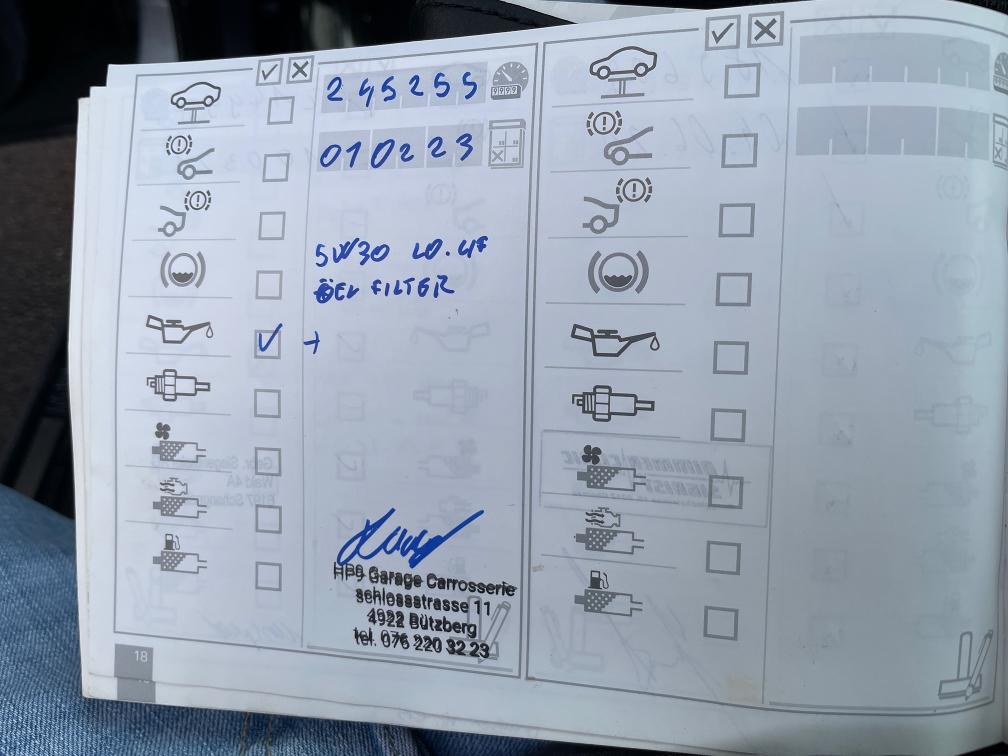 245255
9999
010223
5W30 LO.4F
ÖEL FILTER
HP9 Garage Carrosserie
schlossstrasse 11
4922 Bützberg
tel. 076 220 32 23
18